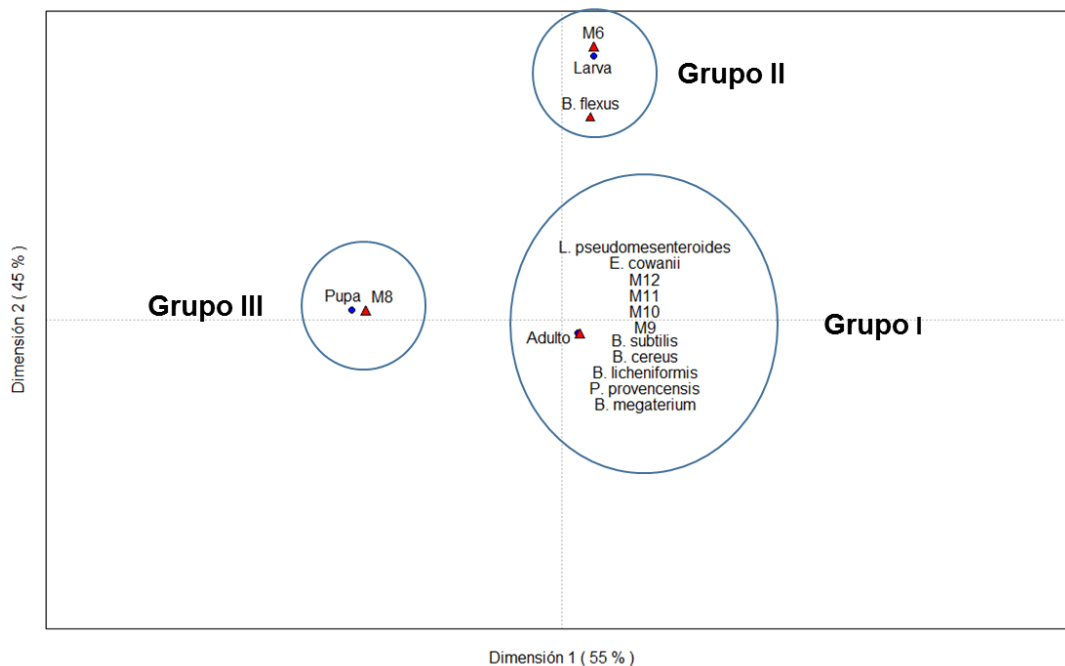 M6
Larva
Grupo II
B. flexus
L. pseudomesenteroides
E. cowanii
M12
M11
M10
M9
Adulto
B. subtilis
B. cereus
B. licheniformis
P. provencensis
B. megaterium
Grupo I
Pupa
M8
Grupo III
Dimensión 2 ( 45 % )
Dimensión 1 ( 55 % )